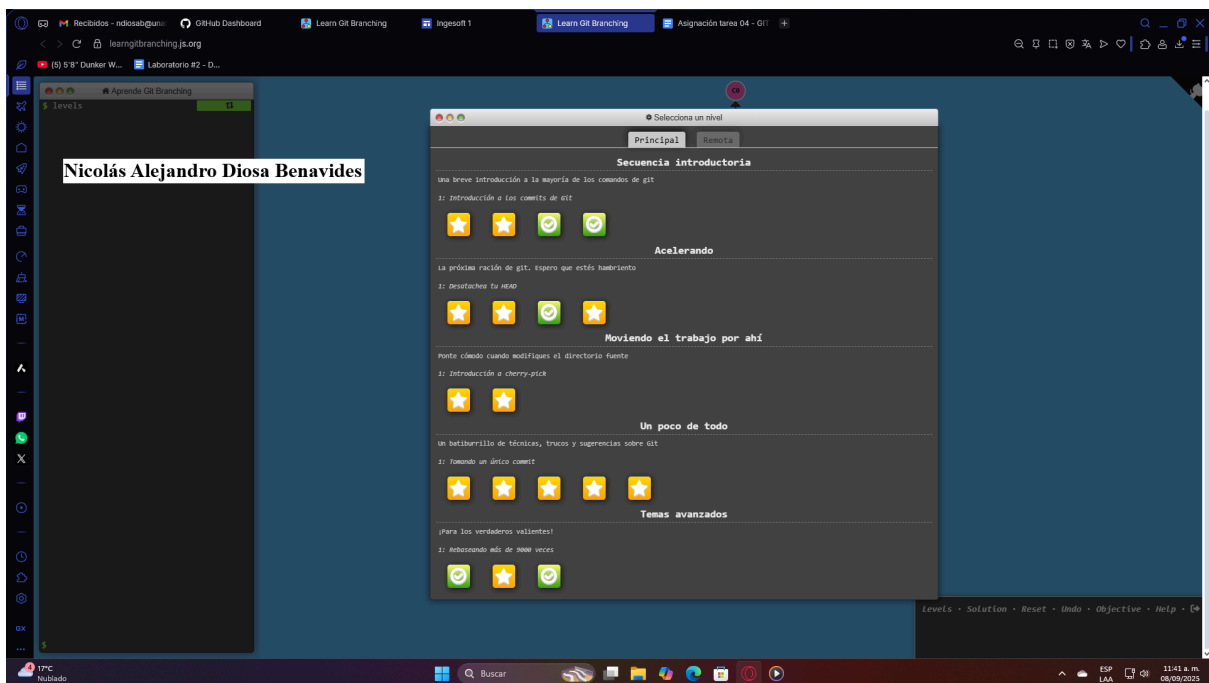 Recibidos - ndiosab@una
GitHub Dashboard
Learn Git Branching
Ingesoft 1
Learn Git Branching
Asignación tarea 04 - GIT
learngitbranching.js.org
(5) 5'8" Dunker W...
Laboratorio #2 - D...
Aprende Git Branching
$ levels
Nicolás Alejandro Diosa Benavides
Selecciona un nivel
Principal
Remota
Secuencia introductoria
Una breve introducción a la mayoría de los comandos de git
1: Introducción a los commits de Git
Acelerando
La próxima ración de git. Espero que estés hambriento
1: Desatachea tu HEAD
Moviendo el trabajo por ahí
Ponte cómodo cuando modifiques el directorio fuente
1: Introducción a cherry-pick
Un poco de todo
Un batiburrillo de técnicas, trucos y sugerencias sobre Git
1: Tomando un único commit
Temas avanzados
¡Para los verdaderos valientes!
1: Rebaseando más de 9000 veces
Levels · Solution · Reset · Undo · Objective · Help ·
$
GX
4
17°C
Nublado
Buscar
ESP
LAA
11:41 a. m.
08/09/2025